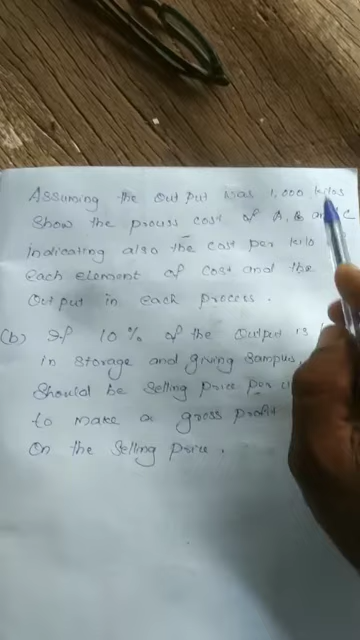 Assuming the output was 1,000 kilos
Show the process cost of A, B and C
indicating also the cost per kilo
each element of cost and the
Output in each process.
(b) If 10% of the Output is
in storage and giving samples,
Should be Selling price per
to make a gross profit
On the Selling price.